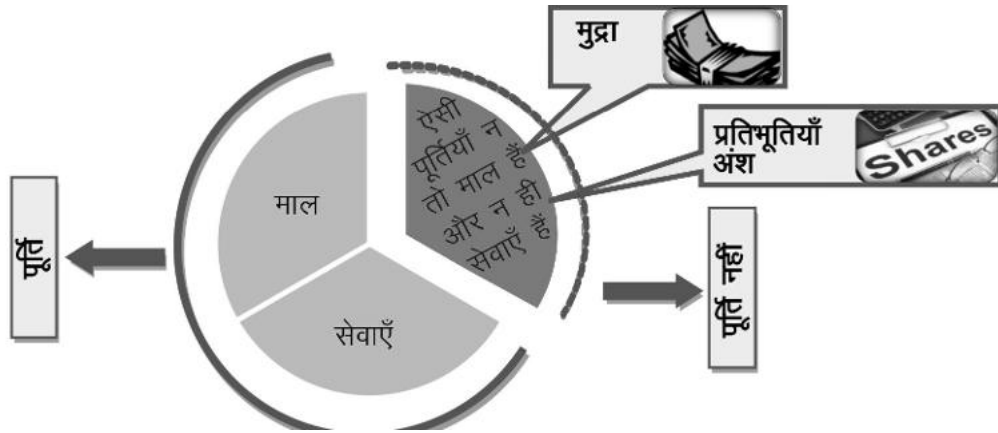 मुद्रा
प्रतिभूतियाँ
अंश
Shares
ऐसी
पूर्तियाँ न
तो माल हैं
और न ही
सेवाएँ हैं
माल
सेवाएँ
पूर्ति
पूर्ति नहीं